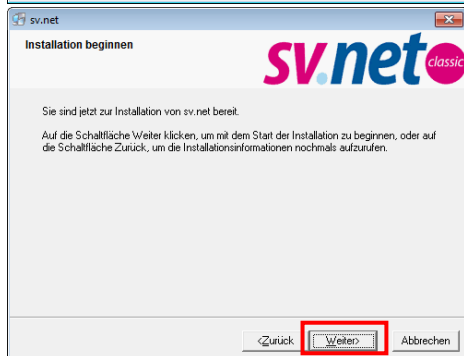 sv.net
Installation beginnen
sv.net classic
Sie sind jetzt zur Installation von sv.net bereit.
Auf die Schaltfläche Weiter klicken, um mit dem Start der Installation zu beginnen, oder auf
die Schaltfläche Zurück, um die Installationsinformationen nochmals aufzurufen.
<Zurück Weiter> Abbrechen